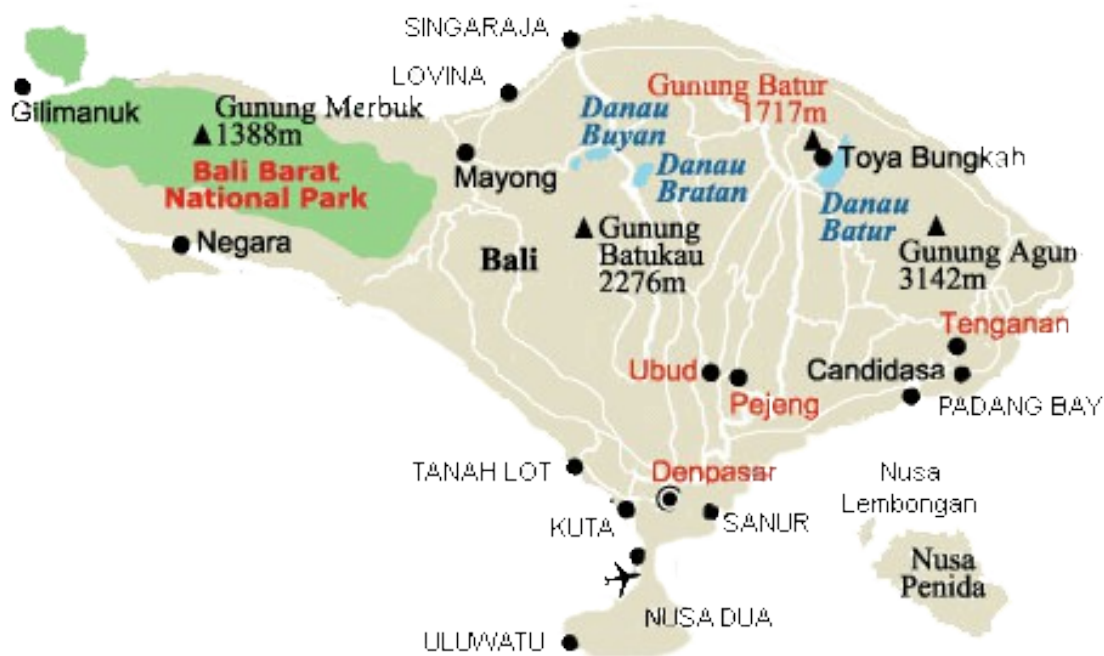 SINGARAJA
LOVINA
Gilimanuk
Gunung Merbuk
1388m
Bali Barat
National Park
Negara
Mayong
Danau
Buyan
Danau
Bratan
Gunung Batur
1717m
Toya Bungkah
Danau
Batur
Bali
Gunung
Batukau
2276m
Gunung Agun
3142m
Tenganan
Ubud
Pejeng
Candidasa
PADANG BAY
TANAH LOT
Denpasar
KUTA
SANUR
Nusa
Lembongan
Nusa
Penida
NUSA DUA
ULUWATU